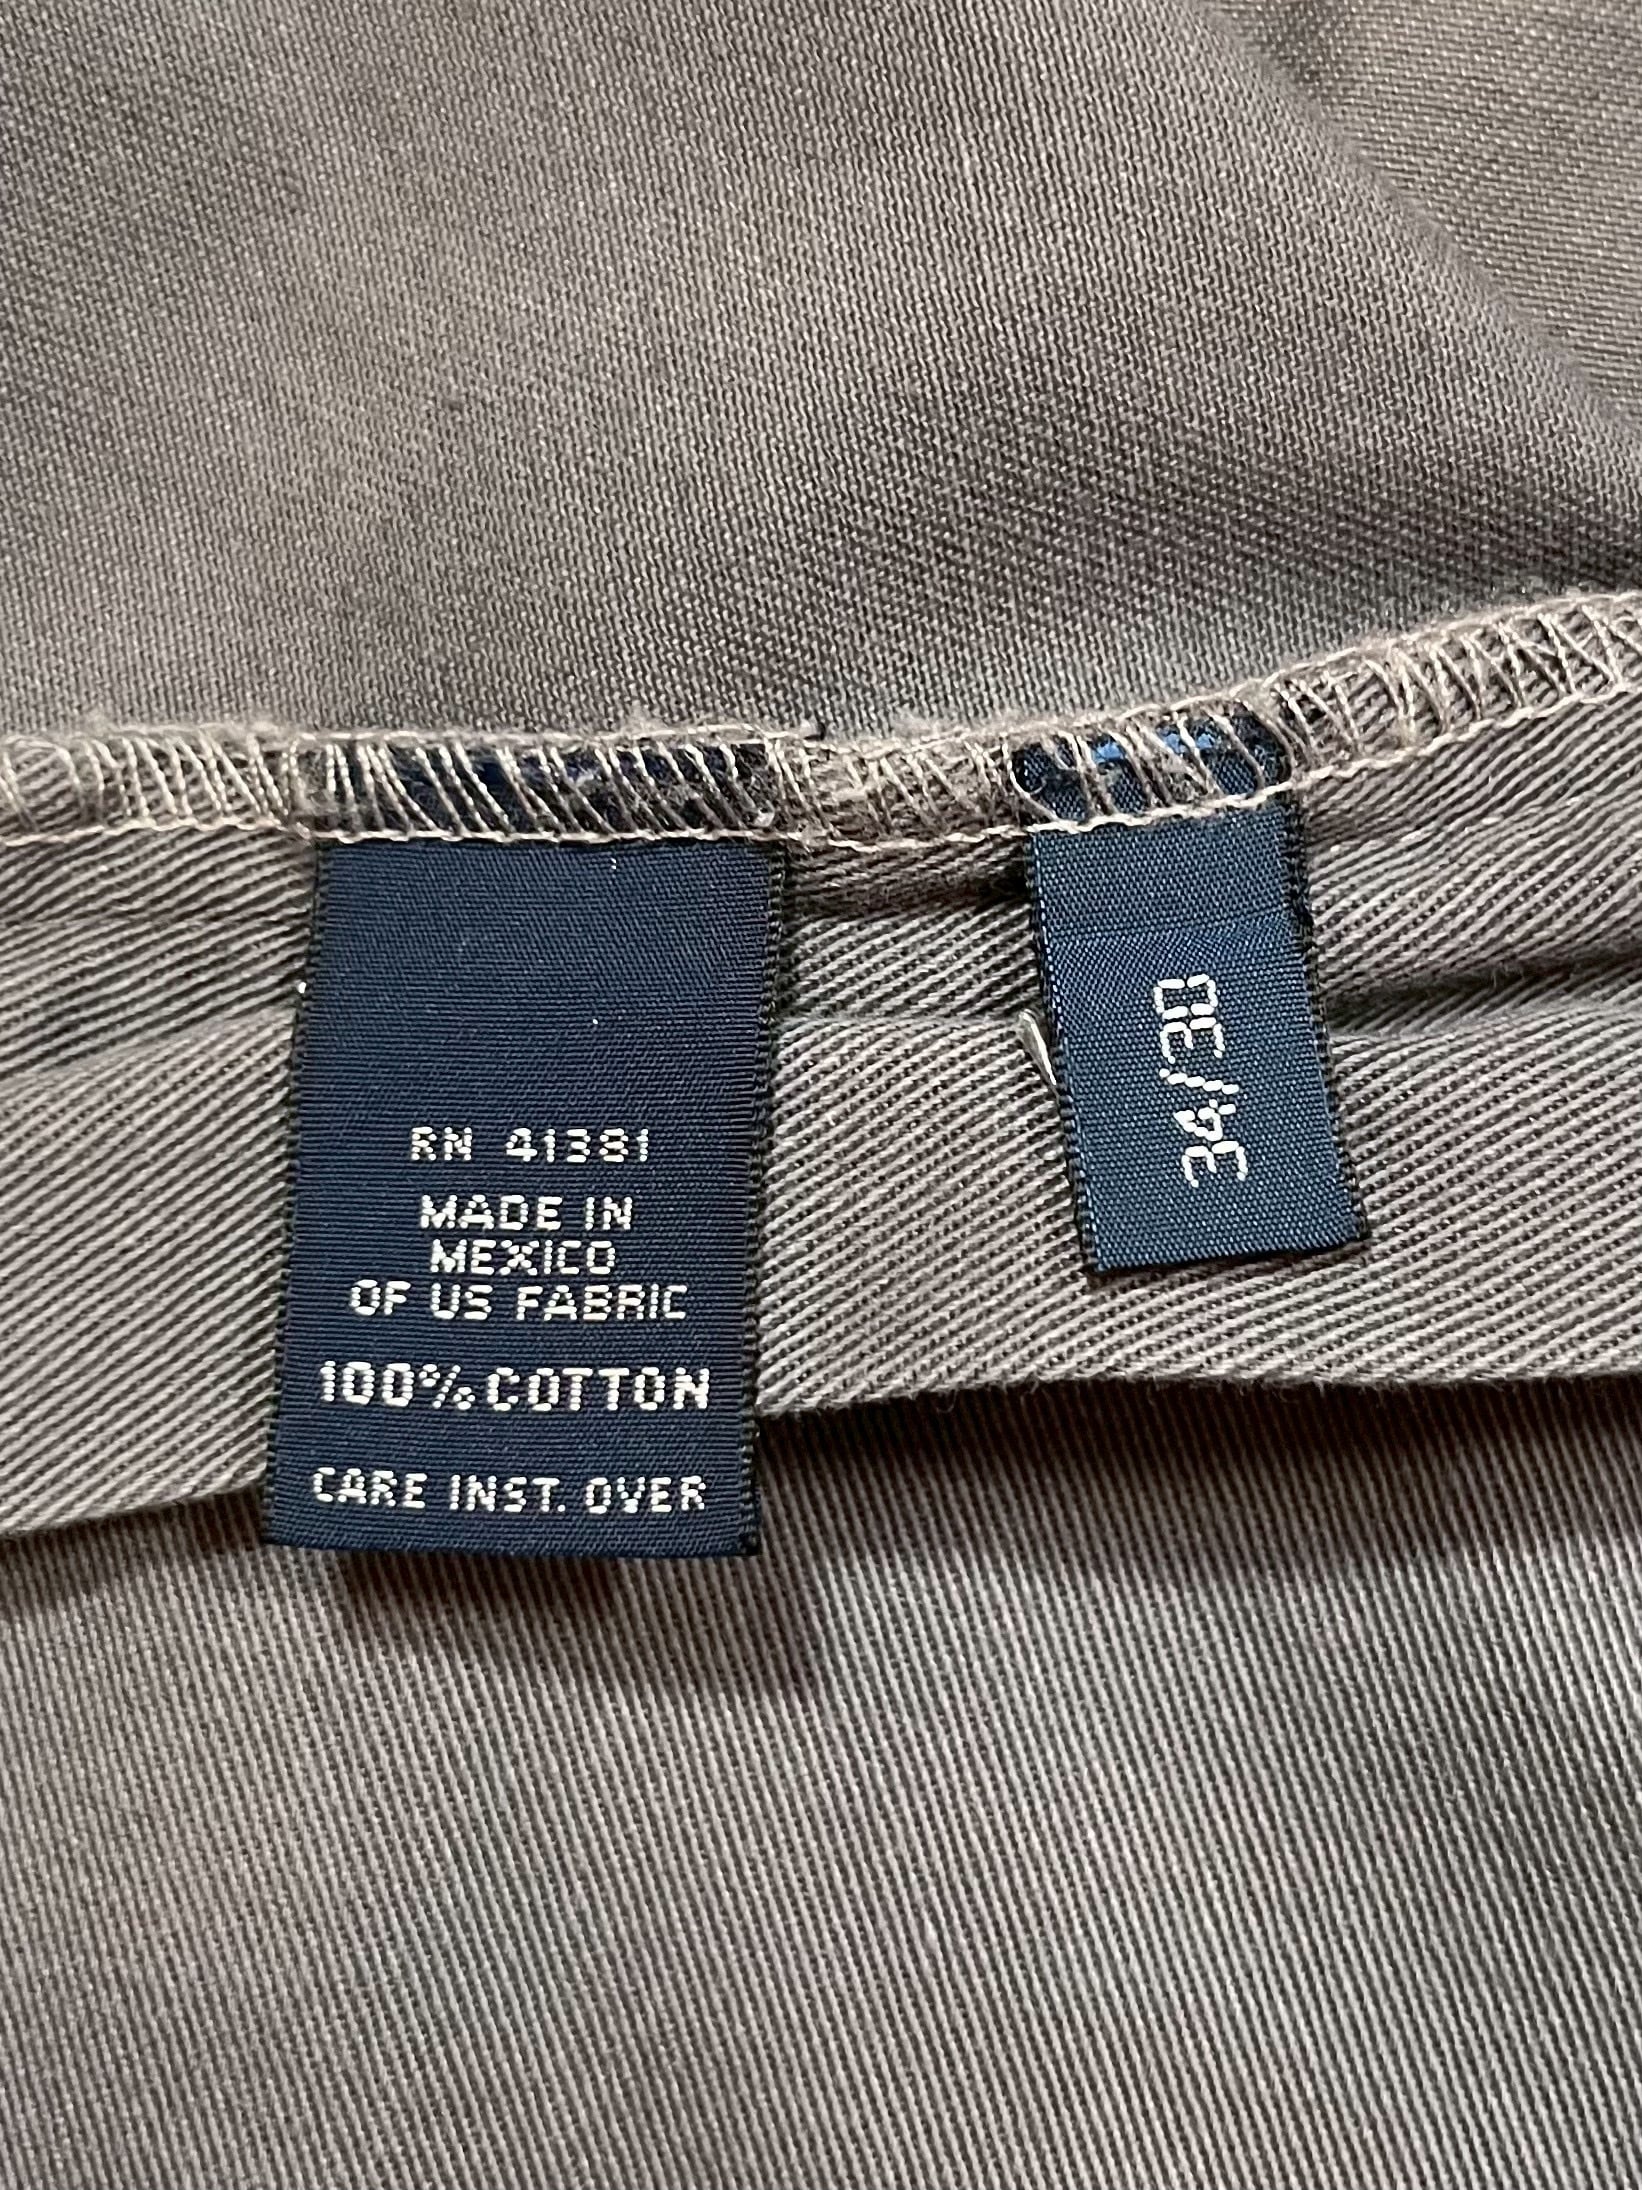 RN 41381
MADE IN
MEXICO
OF US FABRIC
100% COTTON
CARE INST. OVER
34/30